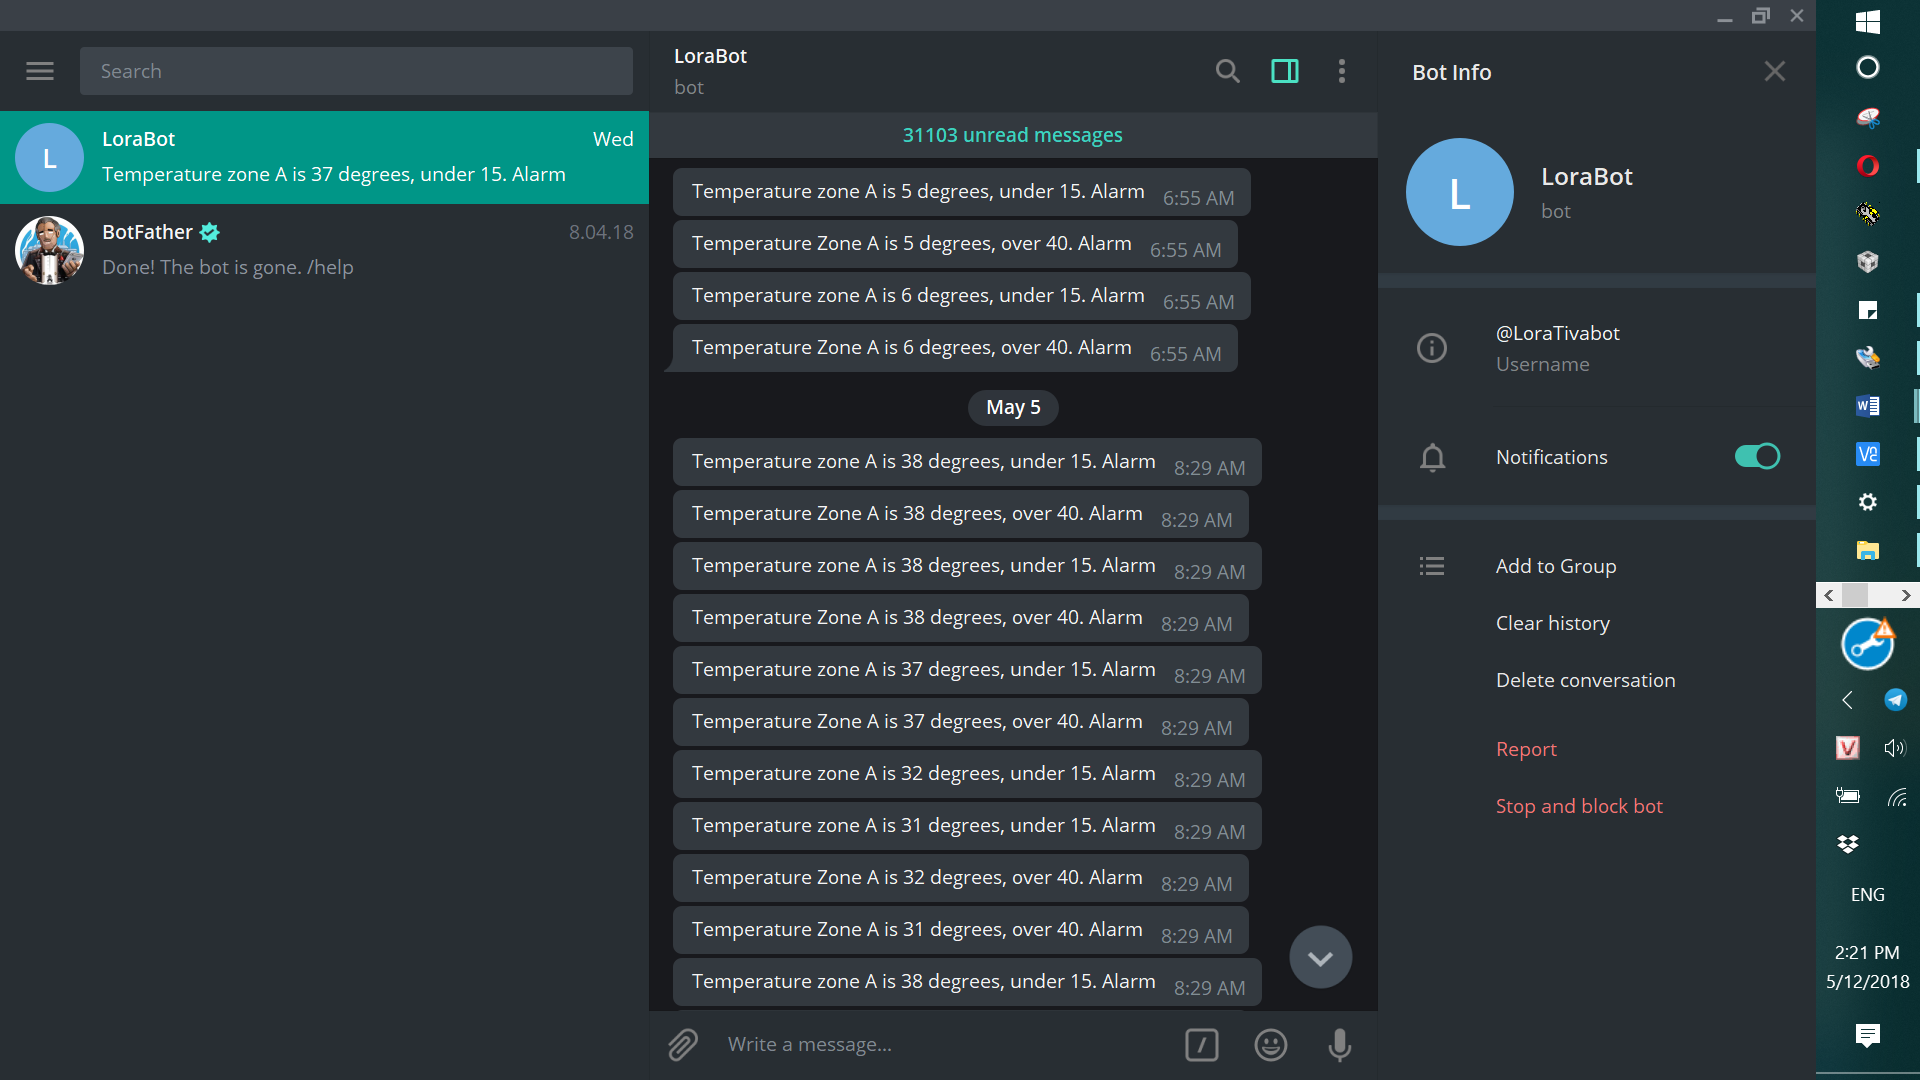 Search
LoraBot
Wed
Temperature zone A is 37 degrees, under 15. Alarm
L
BotFather
8.04.18
Done! The bot is gone. /help
LoraBot
bot
31103 unread messages
Temperature zone A is 5 degrees, under 15. Alarm 6:55 AM
Temperature Zone A is 5 degrees, over 40. Alarm 6:55 AM
Temperature zone A is 6 degrees, under 15. Alarm 6:55 AM
Temperature Zone A is 6 degrees, over 40. Alarm 6:55 AM
May 5
Temperature zone A is 38 degrees, under 15. Alarm 8:29 AM
Temperature Zone A is 38 degrees, over 40. Alarm 8:29 AM
Temperature zone A is 38 degrees, under 15. Alarm 8:29 AM
Temperature Zone A is 38 degrees, over 40. Alarm 8:29 AM
Temperature zone A is 37 degrees, under 15. Alarm 8:29 AM
Temperature Zone A is 37 degrees, over 40. Alarm 8:29 AM
Temperature zone A is 32 degrees, under 15. Alarm 8:29 AM
Temperature zone A is 31 degrees, under 15. Alarm 8:29 AM
Temperature Zone A is 32 degrees, over 40. Alarm 8:29 AM
Temperature Zone A is 31 degrees, over 40. Alarm 8:29 AM
Temperature zone A is 38 degrees, under 15. Alarm 8:29 AM
Write a message...
Bot Info
L
LoraBot
bot
@LoraTivabot
Username
Notifications
Add to Group
Clear history
Delete conversation
Report
Stop and block bot
W
V2
V
ENG
2:21 PM
5/12/2018